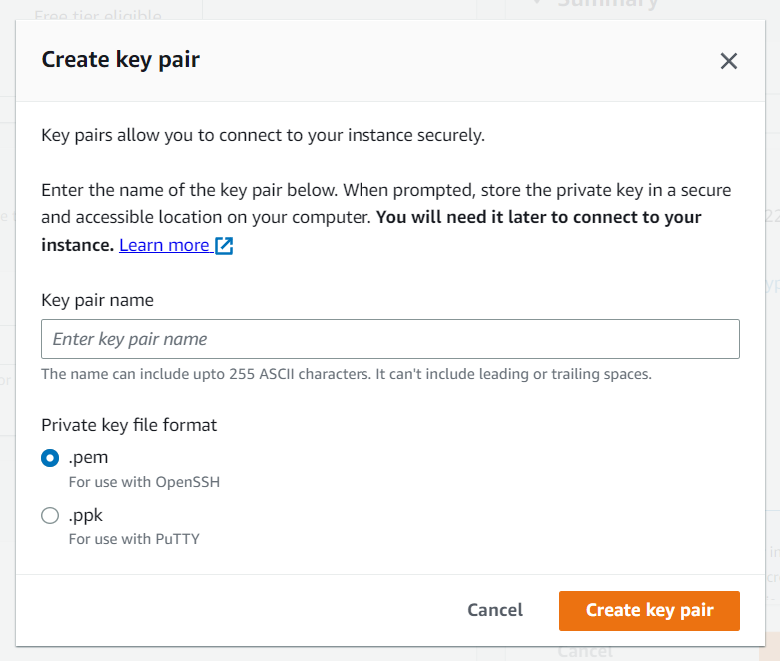 Free tier eligible
Summary
Create key pair
Key pairs allow you to connect to your instance securely.
Enter the name of the key pair below. When prompted, store the private key in a secure
and accessible location on your computer. You will need it later to connect to your
instance. Learn more
Key pair name
Enter key pair name
The name can include upto 255 ASCII characters. It can't include leading or trailing spaces.
Private key file format
.pem
For use with OpenSSH
.ppk
For use with PuTTY
Cancel
Create key pair
Cancel